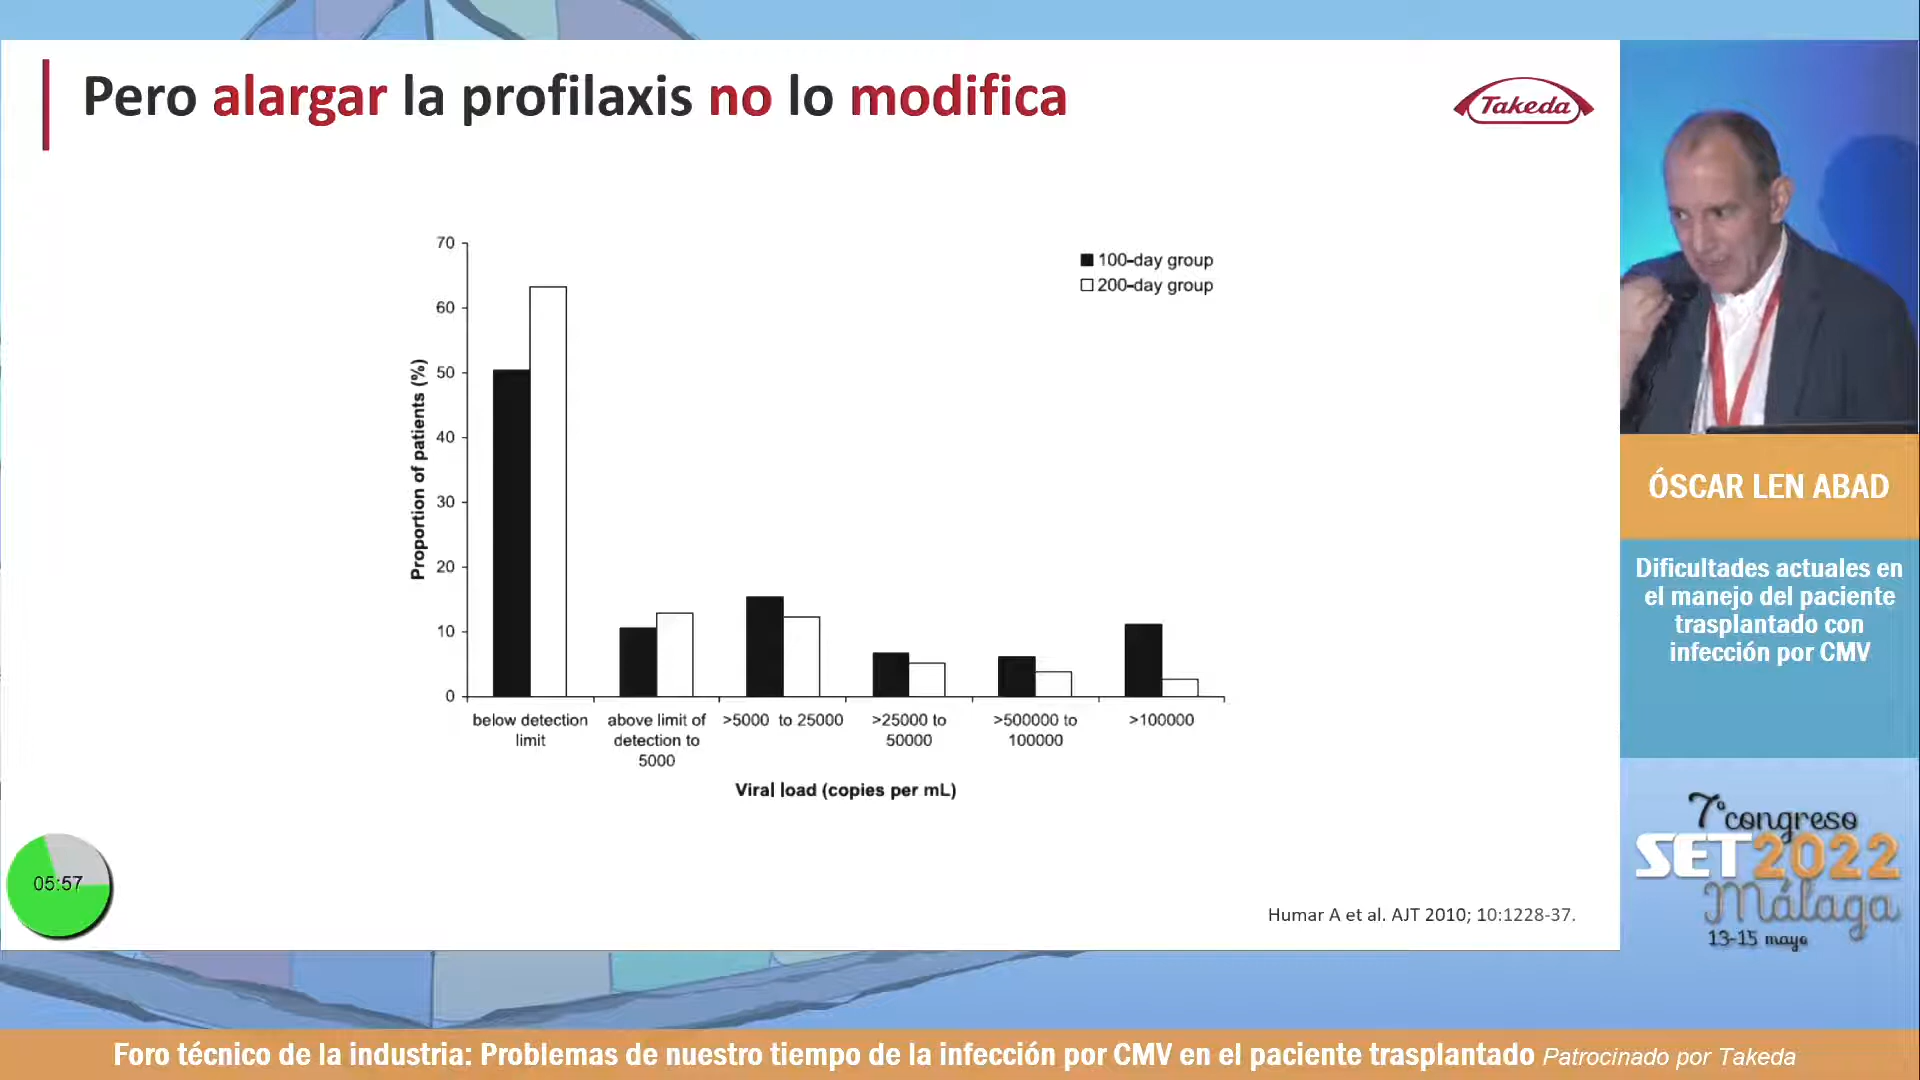 Pero alargar la profilaxis no lo modifica
Takeda
70
60
50
40
30
20
10
0
Proportion of patients (%)
100-day group
200-day group
below detection
limit
above limit of
detection to
5000
>5000 to 25000
>25000 to
50000
>500000 to
100000
>100000
Viral load (copies per mL)
05:57
Humar A et al. AJT 2010; 10:1228-37.
ÓSCAR LEN ABAD
Dificultades actuales en
el manejo del paciente
trasplantado con
infección por CMV
7º congreso
SET2022
Málaga
13-15 mayo
Foro técnico de la industria: Problemas de nuestro tiempo de la infección por CMV en el paciente trasplantado Patrocinado por Takeda